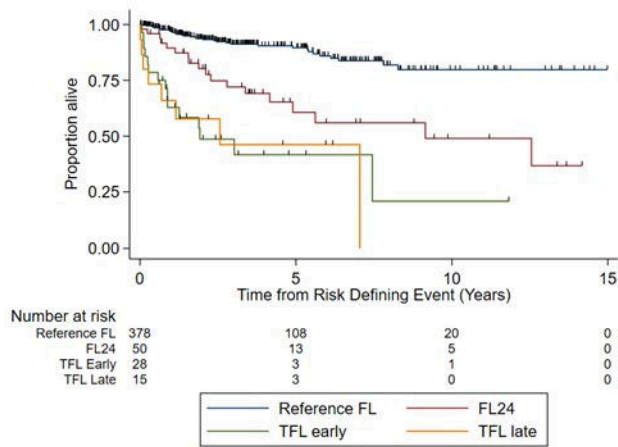 1.00
0.75
0.50
0.25
0.00
Proportion alive
0 5 10 15
Time from Risk Defining Event (Years)
Number at risk
Reference FL 378 108 20 0
FL24 50 13 5 0
TFL Early 28 3 1 0
TFL Late 15 3 0 0
Reference FL FL24
TFL early TFL late